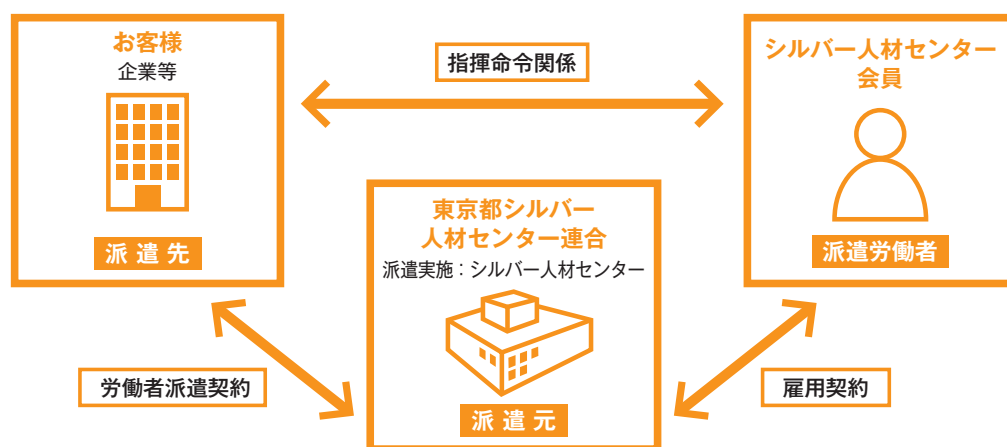 お客様
企業等
派遣先
指揮命令関係
シルバー人材センター
会員
派遣労働者
東京都シルバー
人材センター連合
派遣実施：シルバー人材センター
派遣元
労働者派遣契約
雇用契約